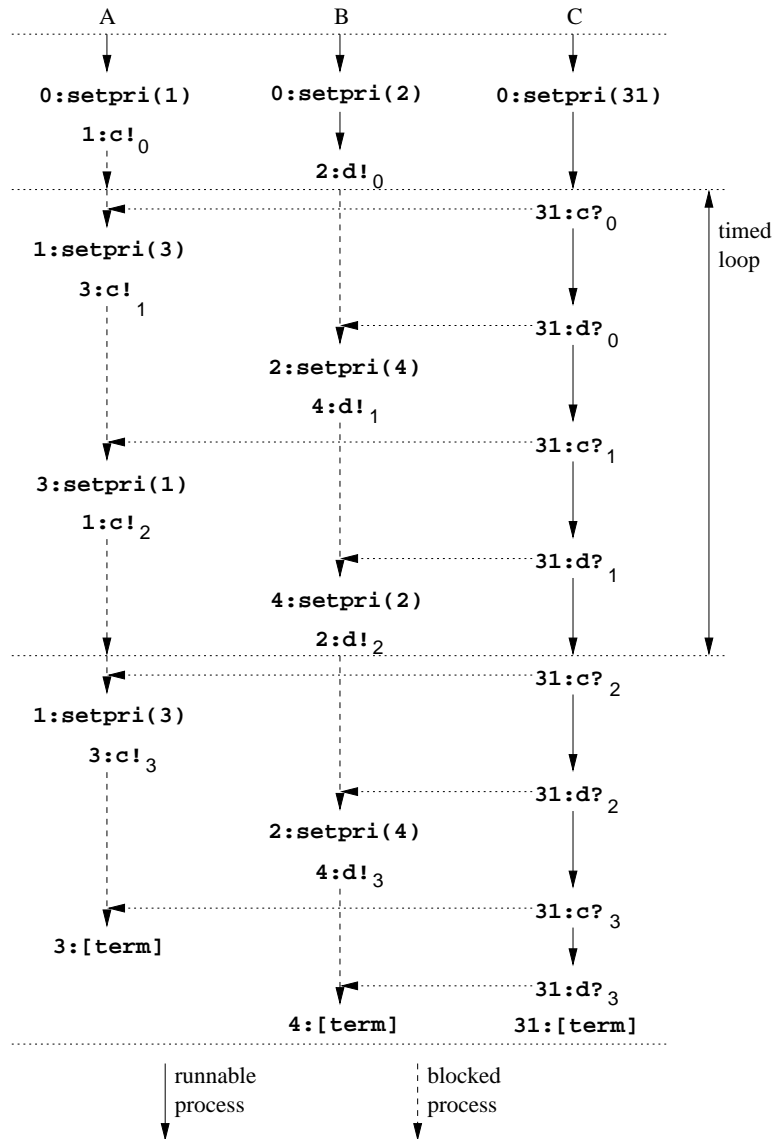 A B C
0:setpri(1) 0:setpri(2) 0:setpri(31)
1:c!0
2:d!0
31:c?0
timed
loop
1:setpri(3)
3:c!1
31:d?0
2:setpri(4)
4:d!1
31:c?1
3:setpri(1)
1:c!2
31:d?1
4:setpri(2)
2:d!2
31:c?2
1:setpri(3)
3:c!3
31:d?2
2:setpri(4)
4:d!3
31:c?3
3:[term]
31:d?3
4:[term] 31:[term]
runnable
process
blocked
process